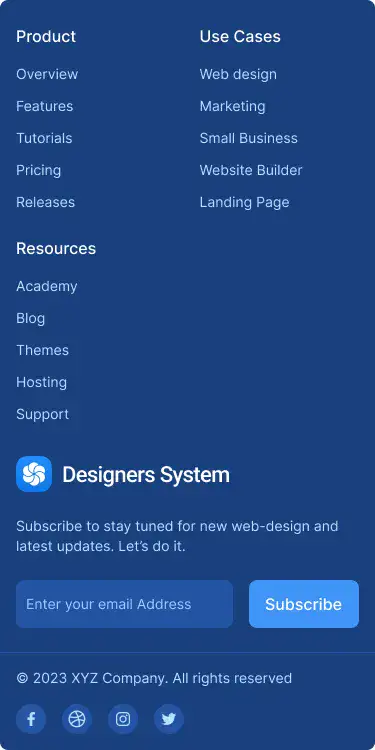 Product
Overview
Features
Tutorials
Pricing
Releases
Use Cases
Web design
Marketing
Small Business
Website Builder
Landing Page
Resources
Academy
Blog
Themes
Hosting
Support
Designers System
Subscribe to stay tuned for new web-design and
latest updates. Let’s do it.
Enter your email Address
Subscribe
© 2023 XYZ Company. All rights reserved